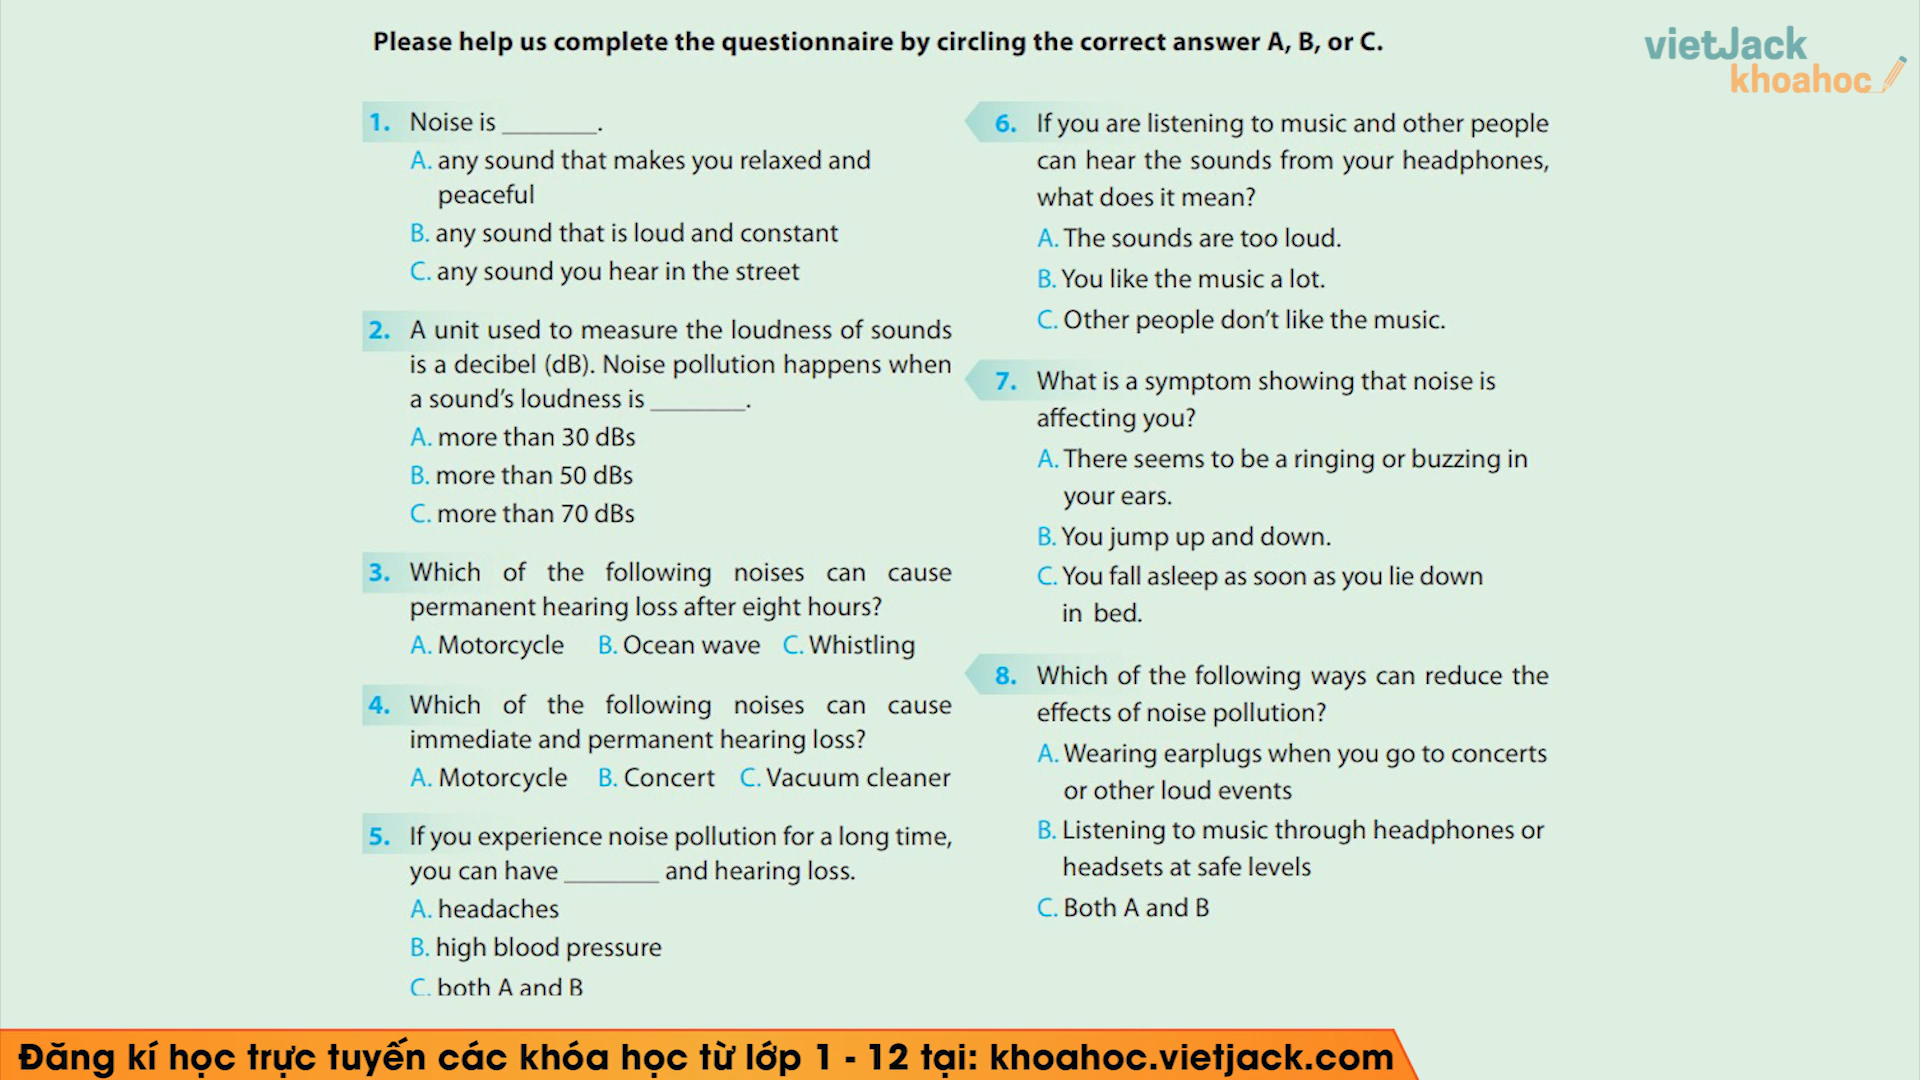 Please help us complete the questionnaire by circling the correct answer A, B, or C.
vietJack
khoahoc
1. Noise is _______.
A. any sound that makes you relaxed and
peaceful
B. any sound that is loud and constant
C. any sound you hear in the street
2. A unit used to measure the loudness of sounds
is a decibel (dB). Noise pollution happens when
a sound's loudness is _______.
A. more than 30 dBs
B. more than 50 dBs
C. more than 70 dBs
3. Which of the following noises can cause
permanent hearing loss after eight hours?
A. Motorcycle B. Ocean wave C. Whistling
4. Which of the following noises can cause
immediate and permanent hearing loss?
A. Motorcycle B. Concert C. Vacuum cleaner
5. If you experience noise pollution for a long time,
you can have _______ and hearing loss.
A. headaches
B. high blood pressure
C. both A and B
6. If you are listening to music and other people
can hear the sounds from your headphones,
what does it mean?
A. The sounds are too loud.
B. You like the music a lot.
C. Other people don't like the music.
7. What is a symptom showing that noise is
affecting you?
A. There seems to be a ringing or buzzing in
your ears.
B. You jump up and down.
C. You fall asleep as soon as you lie down
in bed.
8. Which of the following ways can reduce the
effects of noise pollution?
A. Wearing earplugs when you go to concerts
or other loud events
B. Listening to music through headphones or
headsets at safe levels
C. Both A and B
Đăng kí học trực tuyến các khóa học từ lớp 1 - 12 tại: khoahoc.vietjack.com